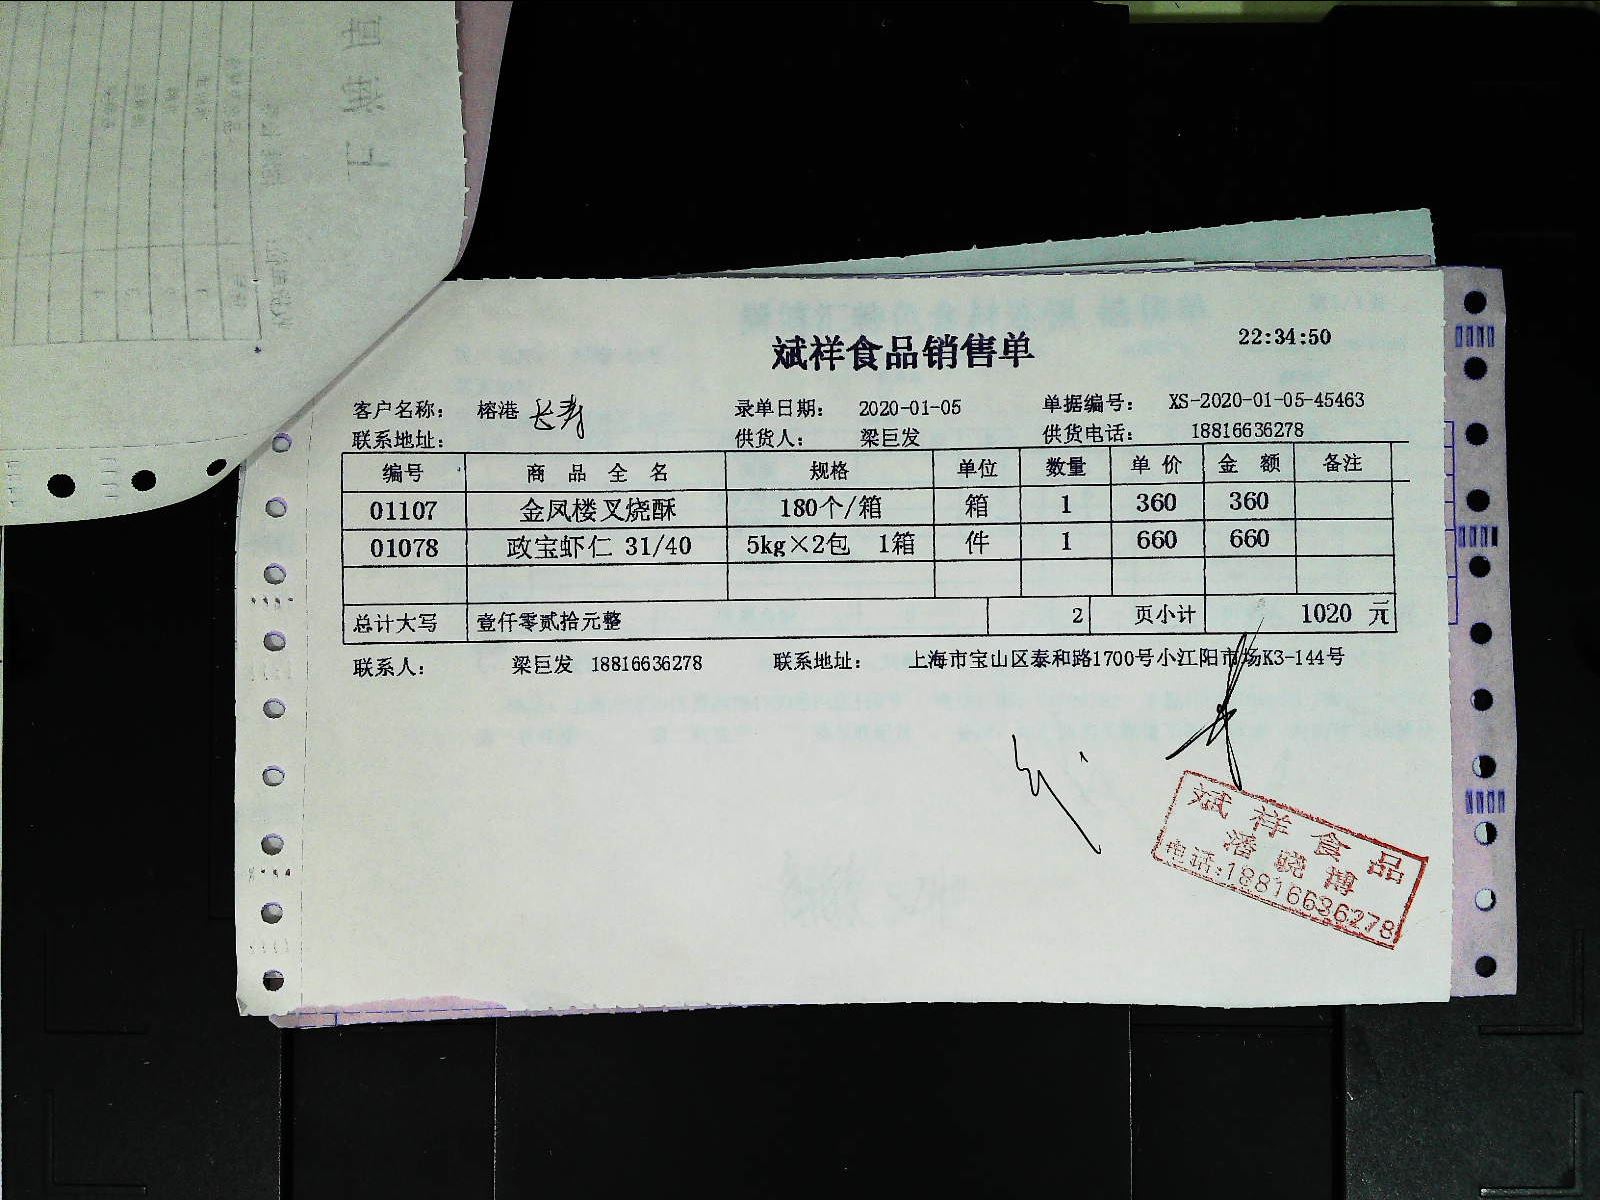 斌祥食品销售单
22:34:50
客户名称： 榕港 长寿 录单日期： 2020-01-05 单据编号： XS-2020-01-05-45463
联系地址： 供货人： 梁巨发 供货电话： 18816636278
编号 商 品 全 名 规格 单位 数量 单 价 金 额 备注
01107 金凤楼叉烧酥 180个/箱 箱 1 360 360
01078 政宝虾仁 31/40 5kg×2包 1箱 件 1 660 660
总计大写 壹仟零贰拾元整 2 页小计 1020 元
联系人： 梁巨发 18816636278 联系地址： 上海市宝山区泰和路1700号小江阳市场K3-144号
斌祥食品
潘晓博
电话:18816636278